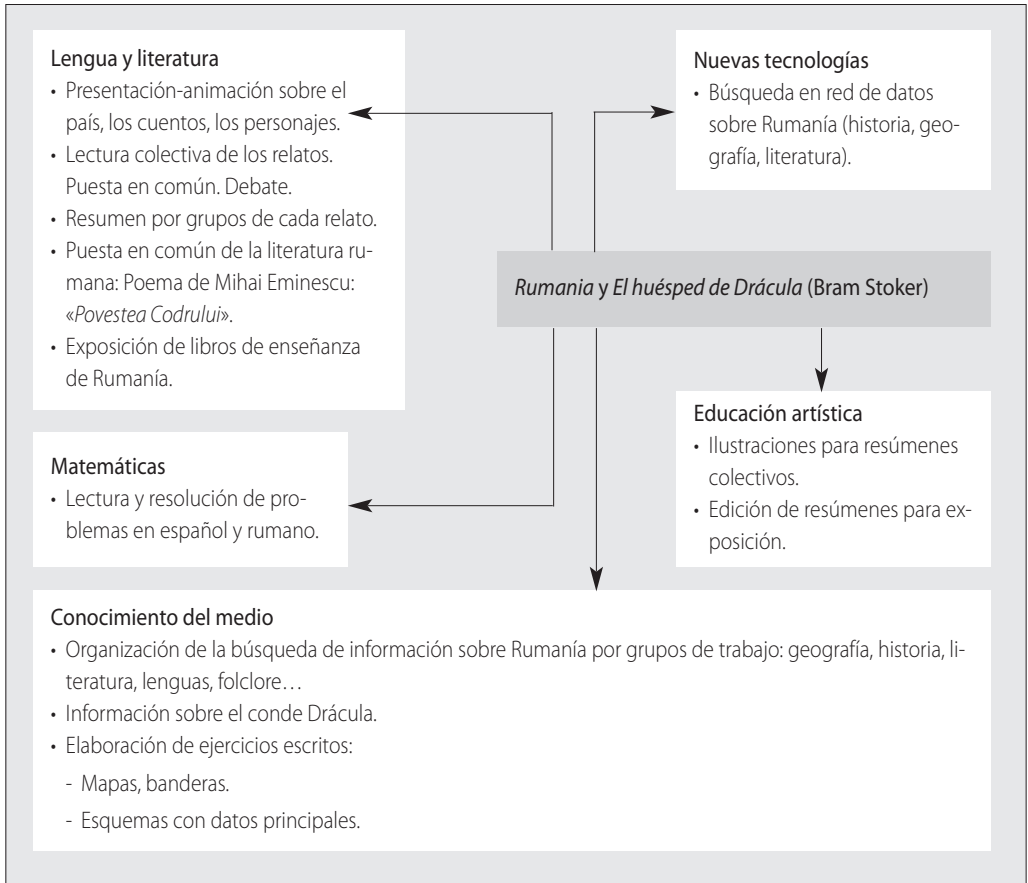 Lengua y literatura
• Presentación-animación sobre el
país, los cuentos, los personajes.
• Lectura colectiva de los relatos.
Puesta en común. Debate.
• Resumen por grupos de cada relato.
• Puesta en común de la literatura ru-
mana: Poema de Mihai Eminescu:
«Povestea Codrului».
• Exposición de libros de enseñanza
de Rumanía.
Nuevas tecnologías
• Búsqueda en red de datos
sobre Rumanía (historia, geo-
grafía, literatura).
Rumania y El huésped de Drácula (Bram Stoker)
Matemáticas
• Lectura y resolución de pro-
blemas en español y rumano.
Educación artística
• Ilustraciones para resúmenes
colectivos.
• Edición de resúmenes para ex-
posición.
Conocimiento del medio
• Organización de la búsqueda de información sobre Rumanía por grupos de trabajo: geografía, historia, li-
teratura, lenguas, folclore…
• Información sobre el conde Drácula.
• Elaboración de ejercicios escritos:
- Mapas, banderas.
- Esquemas con datos principales.